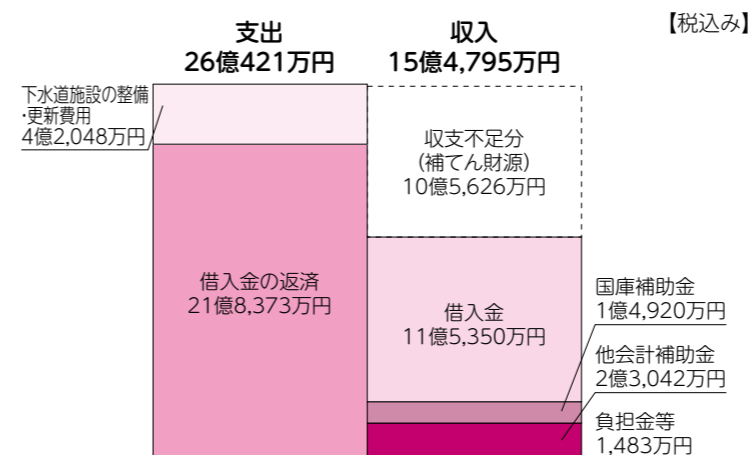 【税込み】
支出
26億421万円
収入
15億4,795万円
下水道施設の整備
・更新費用
4億2,048万円
収支不足分
(補てん財源)
10億5,626万円
借入金の返済
21億8,373万円
借入金
11億5,350万円
国庫補助金
1億4,920万円
他会計補助金
2億3,042万円
負担金等
1,483万円